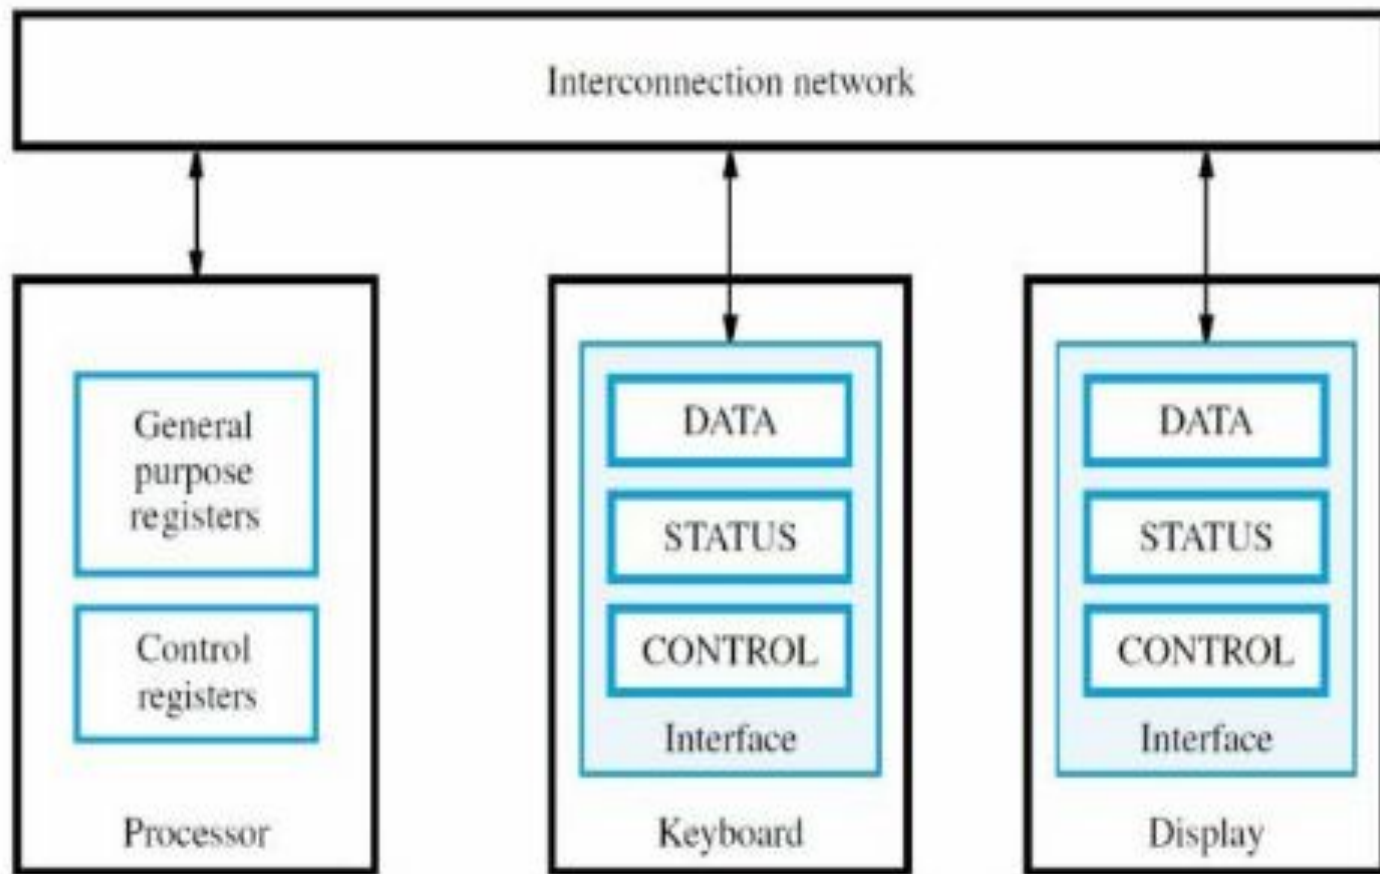 Interconnection network
General
purpose
registers
Control
registers
Processor
DATA
STATUS
CONTROL
Interface
Keyboard
DATA
STATUS
CONTROL
Interface
Display